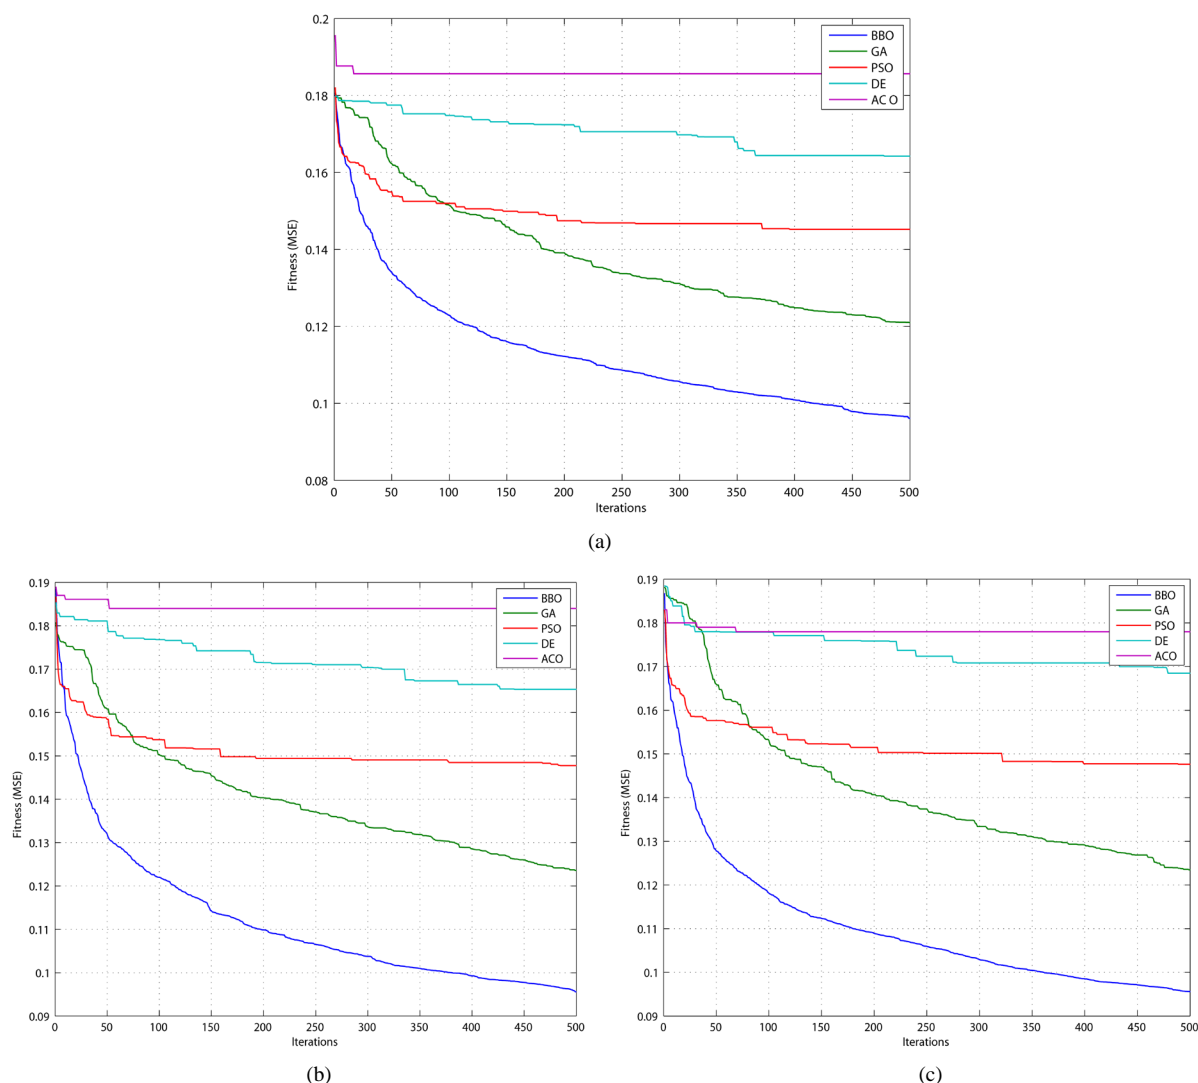 0.2
0.18
0.16
0.14
0.12
0.1
0.08
Fitness (MSE)
0 50 100 150 200 250 300 350 400 450 500
Iterations
BBO
GA
PSO
DE
AC O
(a)
0.19
0.18
0.17
0.16
0.15
0.14
0.13
0.12
0.11
0.1
0.09
Fitness (MSE)
0 50 100 150 200 250 300 350 400 450 500
Iterations
BBO
GA
PSO
DE
ACO
(b)
0.19
0.18
0.17
0.16
0.15
0.14
0.13
0.12
0.11
0.1
0.09
Fitness (MSE)
0 50 100 150 200 250 300 350 400 450 500
Iterations
BBO
GA
PSO
DE
ACO
(c)